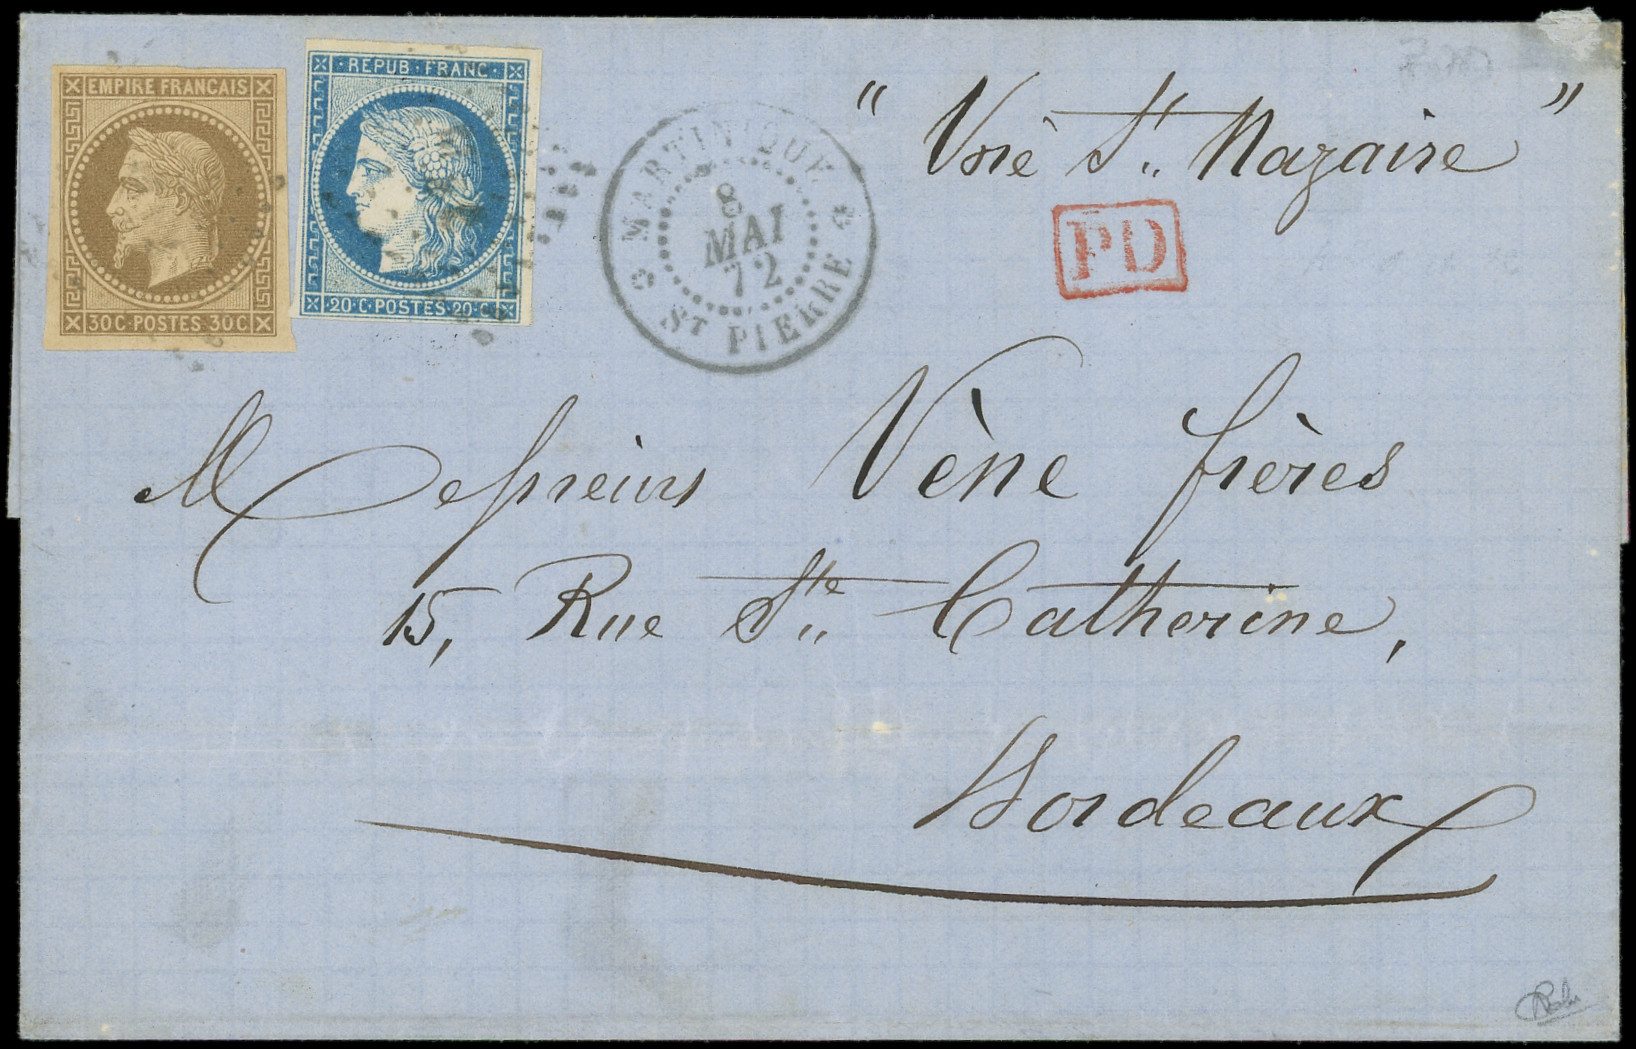 EMPIRE FRANCAIS
30C·POSTES 30C
REPUB·FRANC·
20·C·POSTES·20·C
MARTINIQUE
8
MAI
72
ST PIERRE
" Voie St. Nazaire "
PD
Messieurs Vène frères
15, Rue Ste. Catherine,
Bordeaux